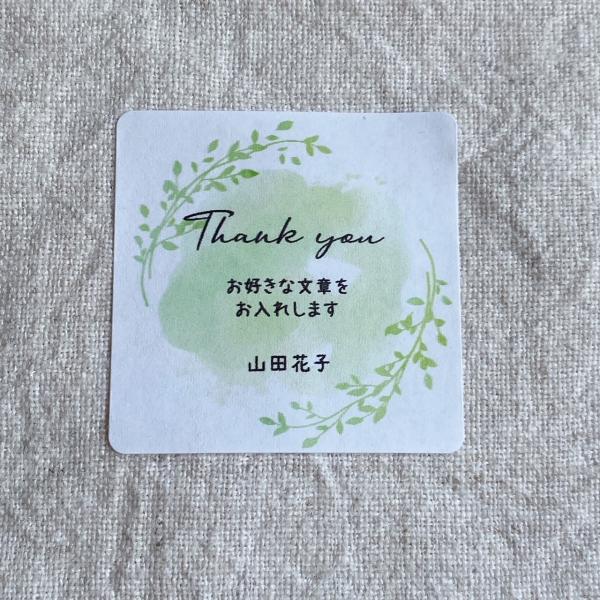 Thank you
お好きな文章を
お入れします
山田花子